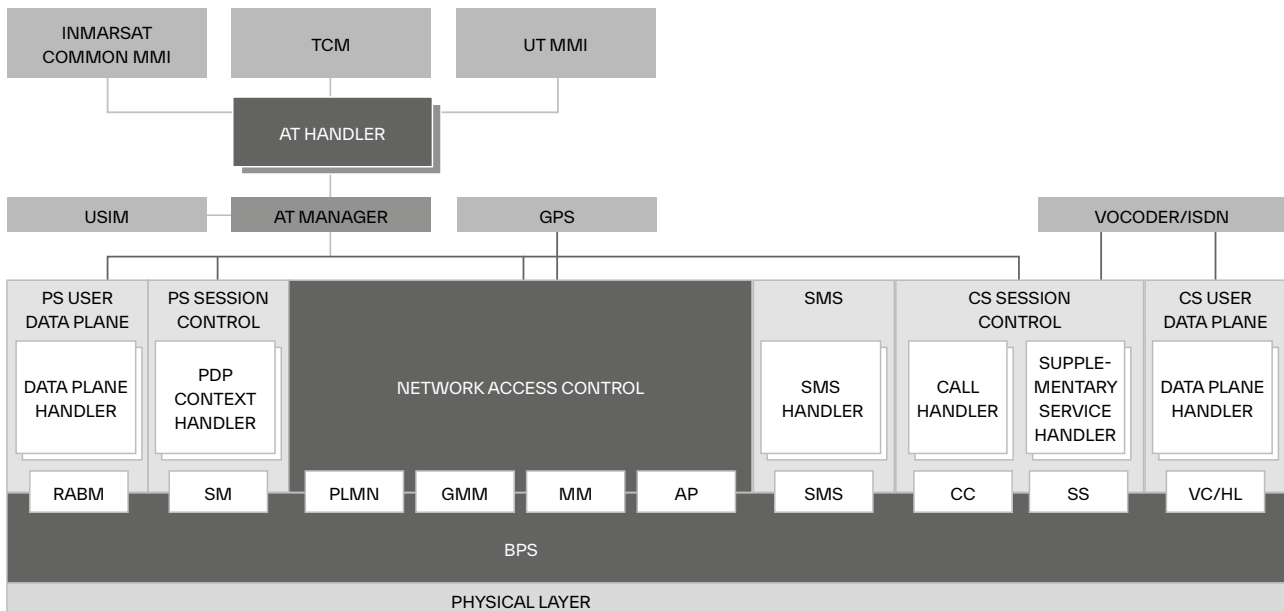 INMARSAT
COMMON MMI
TCM
UT MMI
AT HANDLER
USIM
AT MANAGER
GPS
VOCODER/ISDN
PS USER
DATA PLANE
PS SESSION
CONTROL
SMS
CS SESSION
CONTROL
CS USER
DATA PLANE
DATA PLANE
HANDLER
PDP
CONTEXT
HANDLER
NETWORK ACCESS CONTROL
SMS
HANDLER
CALL
HANDLER
SUPPLE-
MENTARY
SERVICE
HANDLER
DATA PLANE
HANDLER
RABM
SM
PLMN
GMM
MM
AP
SMS
CC
SS
VC/HL
BPS
PHYSICAL LAYER